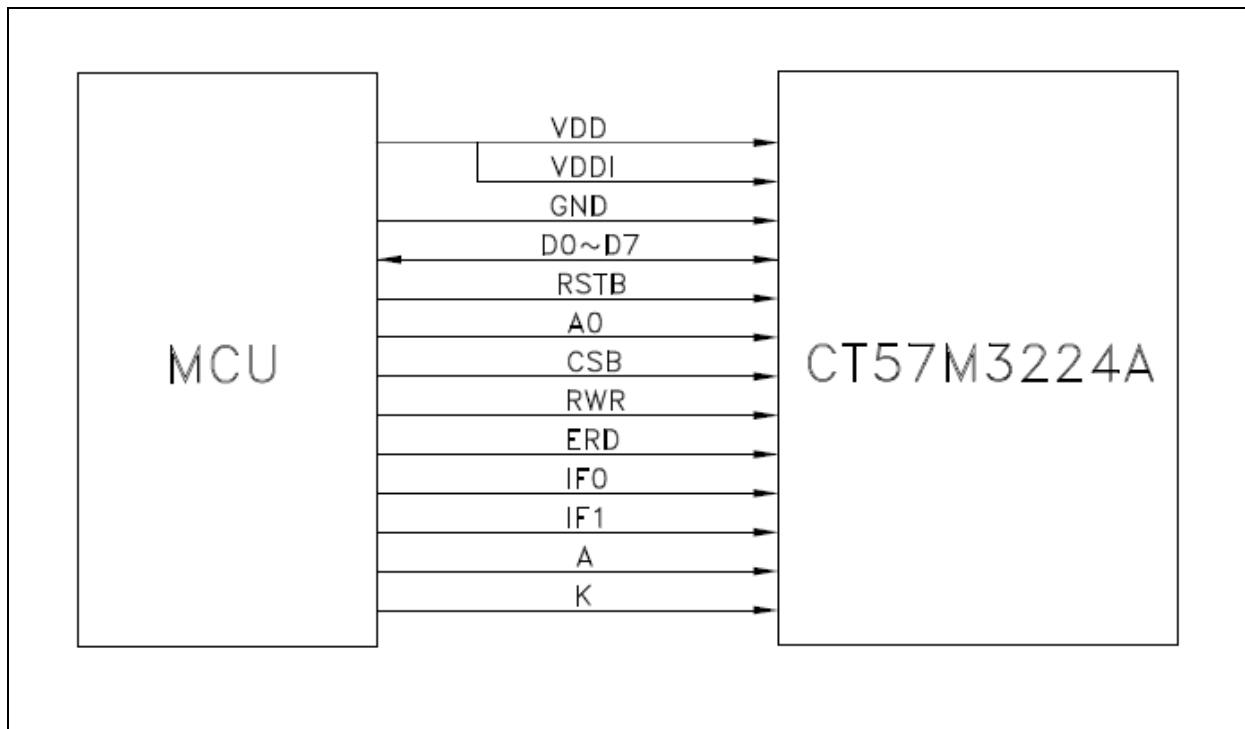 VDD
VDDI
GND
D0~D7
RSTB
A0
MCU
CSB
CT57M3224A
RWR
ERD
IF0
IF1
A
K